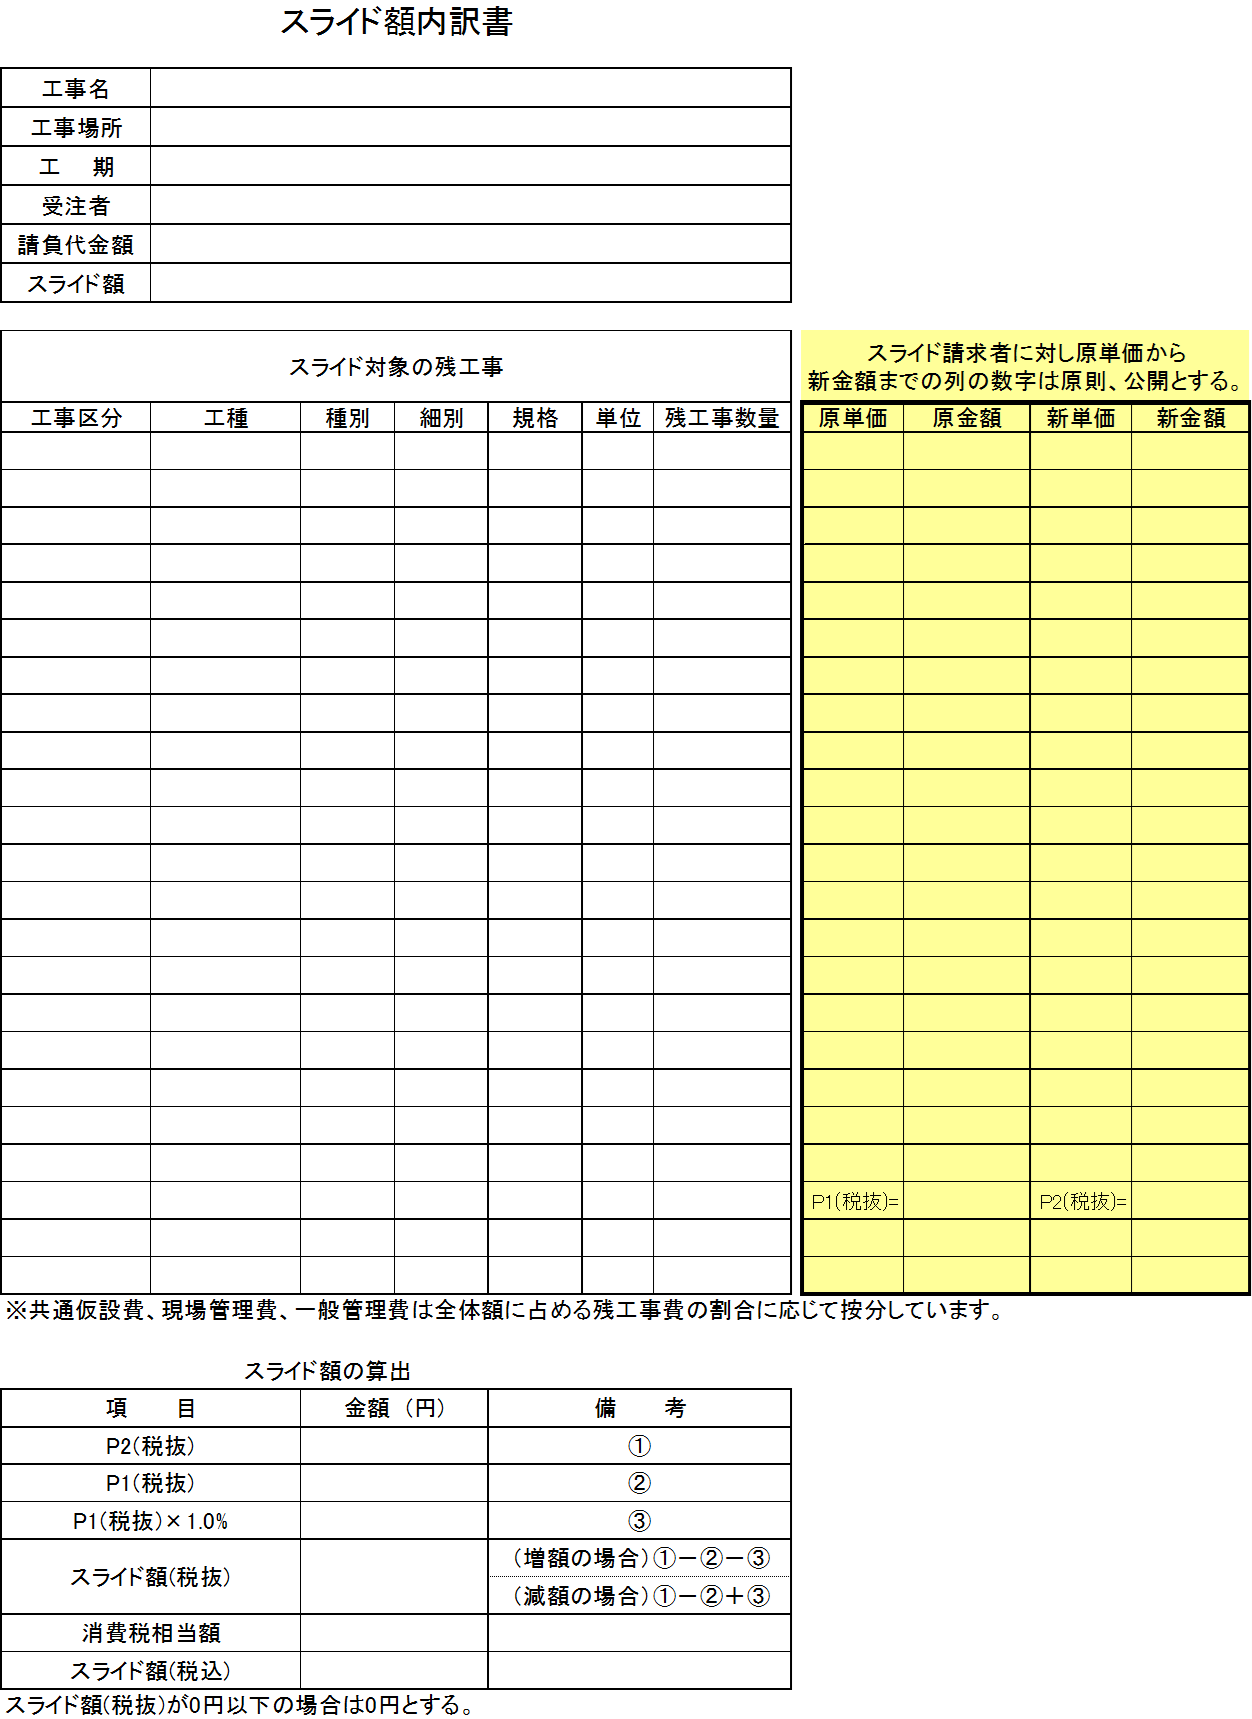 スライド額内訳書
工事名
工事場所
工　期
受注者
請負代金額
スライド額
スライド対象の残工事
スライド請求者に対し原単価から
新金額までの列の数字は原則、公開とする。
工事区分 工種 種別 細別 規格 単位 残工事数量 原単価 原金額 新単価 新金額
P1(税抜)= P2(税抜)=
※共通仮設費、現場管理費、一般管理費は全体額に占める残工事費の割合に応じて按分しています。
スライド額の算出
項　目 金額（円） 備　考
P2(税抜) ①
P1(税抜) ②
P1(税抜)×1.0% ③
スライド額(税抜) （増額の場合）①－②－③
（減額の場合）①－②＋③
消費税相当額
スライド額(税込)
スライド額(税抜)が0円以下の場合は0円とする。